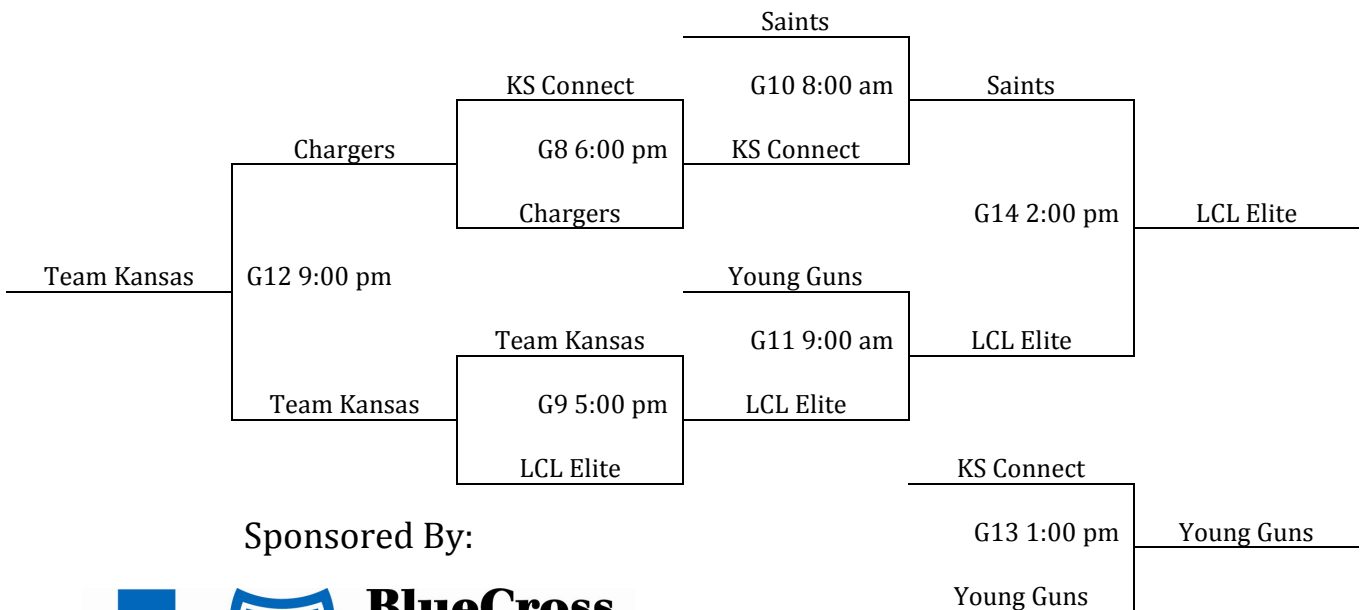 Saints
KS Connect
G10 8:00 am
Saints
Chargers
G8 6:00 pm
KS Connect
Chargers
G14 2:00 pm
LCL Elite
Team Kansas
G12 9:00 pm
Young Guns
Team Kansas
G11 9:00 am
LCL Elite
Team Kansas
G9 5:00 pm
LCL Elite
LCL Elite
KS Connect
Sponsored By:
G13 1:00 pm
Young Guns
BlueCross
Young Guns